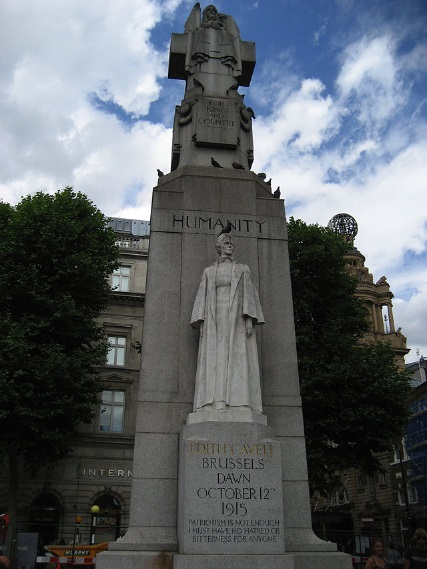 FOR
KING
AND
COUNTRY
HUMANITY
EDITH CAVELL
BRUSSELS
DAWN
OCTOBER 12TH
1915
PATRIOTISM IS NOT ENOUGH
I MUST HAVE NO HATRED OR
BITTERNESS FOR ANYONE
INTERN
MURPHY